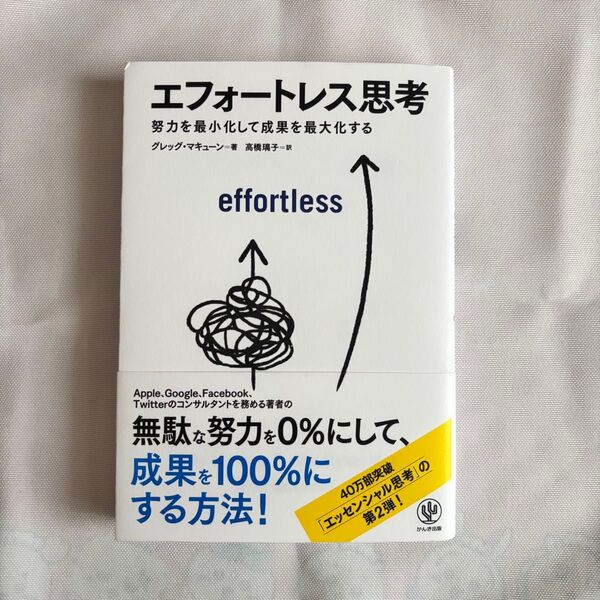 エフォートレス思考
努力を最小化して成果を最大化する
グレッグ・マキューン=著 高橋璃子=訳
effortless
Apple、Google、Facebook、
Twitterのコンサルタントを務める著者の
無駄な努力を0%にして、
成果を100%に
する方法!
40万部突破
「エッセンシャル思考」の
第2弾!
かんき出版